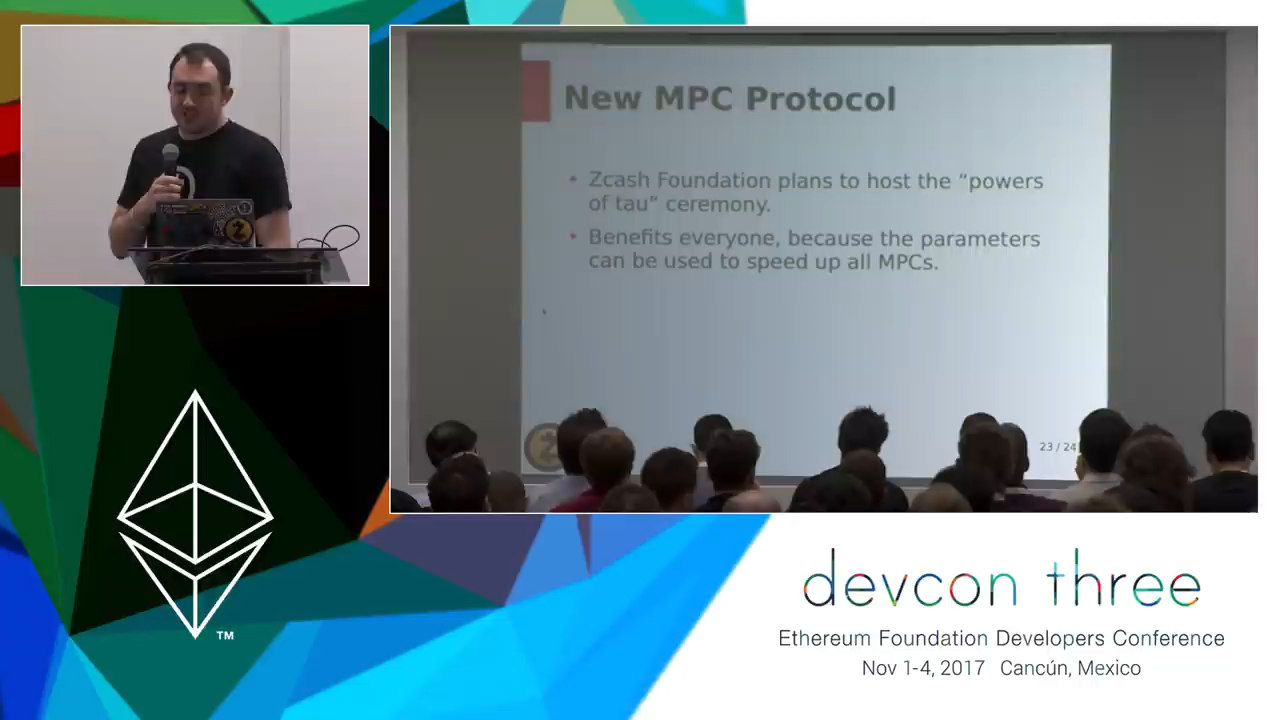 New MPC Protocol
• Zcash Foundation plans to host the “powers
of tau” ceremony.
• Benefits everyone, because the parameters
can be used to speed up all MPCs.
23 / 24
TM
devcon three
Ethereum Foundation Developers Conference
Nov 1-4, 2017 Cancún, Mexico